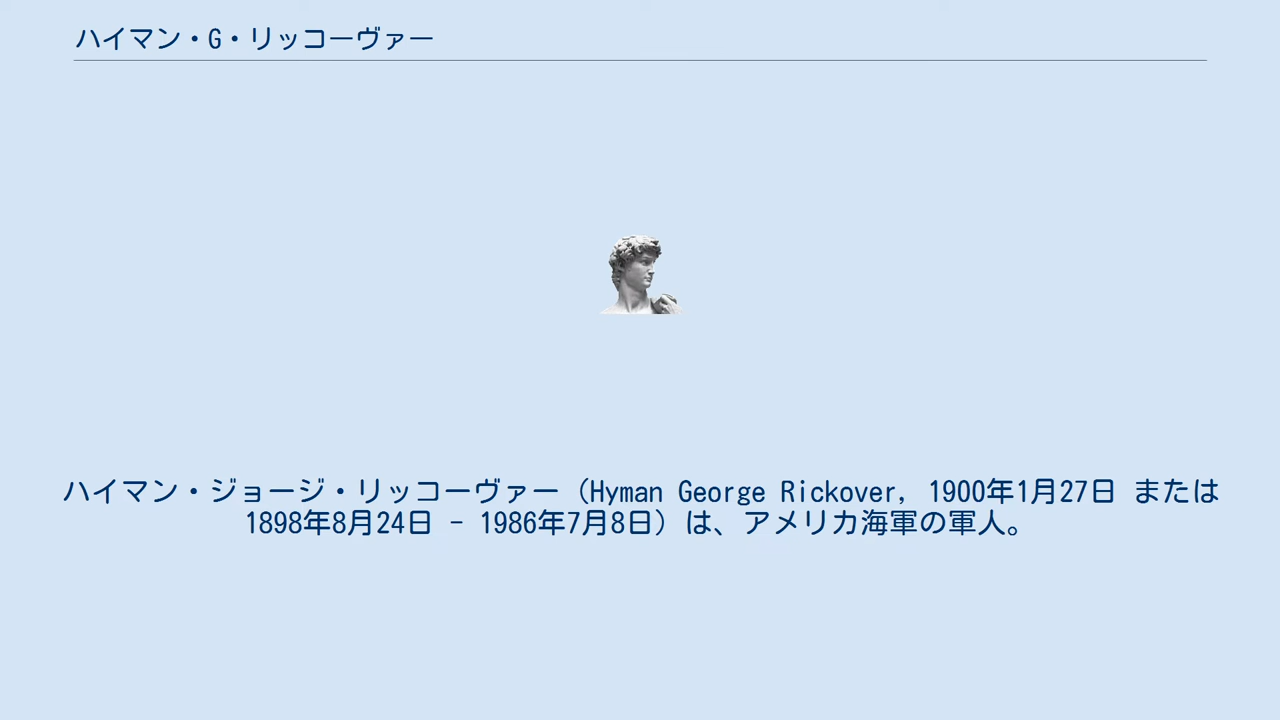 ハイマン・G・リッコーヴァー
ハイマン・ジョージ・リッコーヴァー（Hyman George Rickover, 1900年1月27日 または
1898年8月24日 - 1986年7月8日）は、アメリカ海軍の軍人。